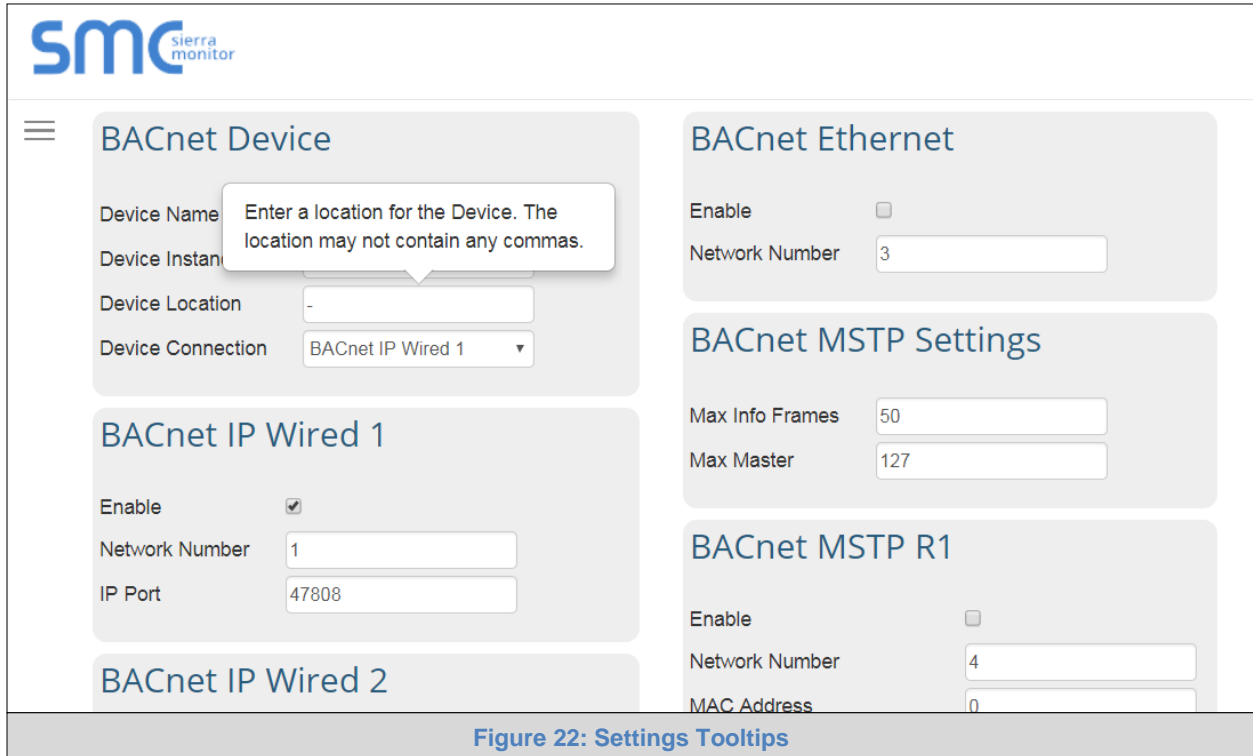 SMC sierra monitor
BACnet Device
Device Name
Enter a location for the Device. The
location may not contain any commas.
Device Instan
Device Location
-
Device Connection
BACnet IP Wired 1
BACnet IP Wired 1
Enable
Network Number
1
IP Port
47808
BACnet IP Wired 2
BACnet Ethernet
Enable
Network Number
3
BACnet MSTP Settings
Max Info Frames
50
Max Master
127
BACnet MSTP R1
Enable
Network Number
4
MAC Address
0
Figure 22: Settings Tooltips